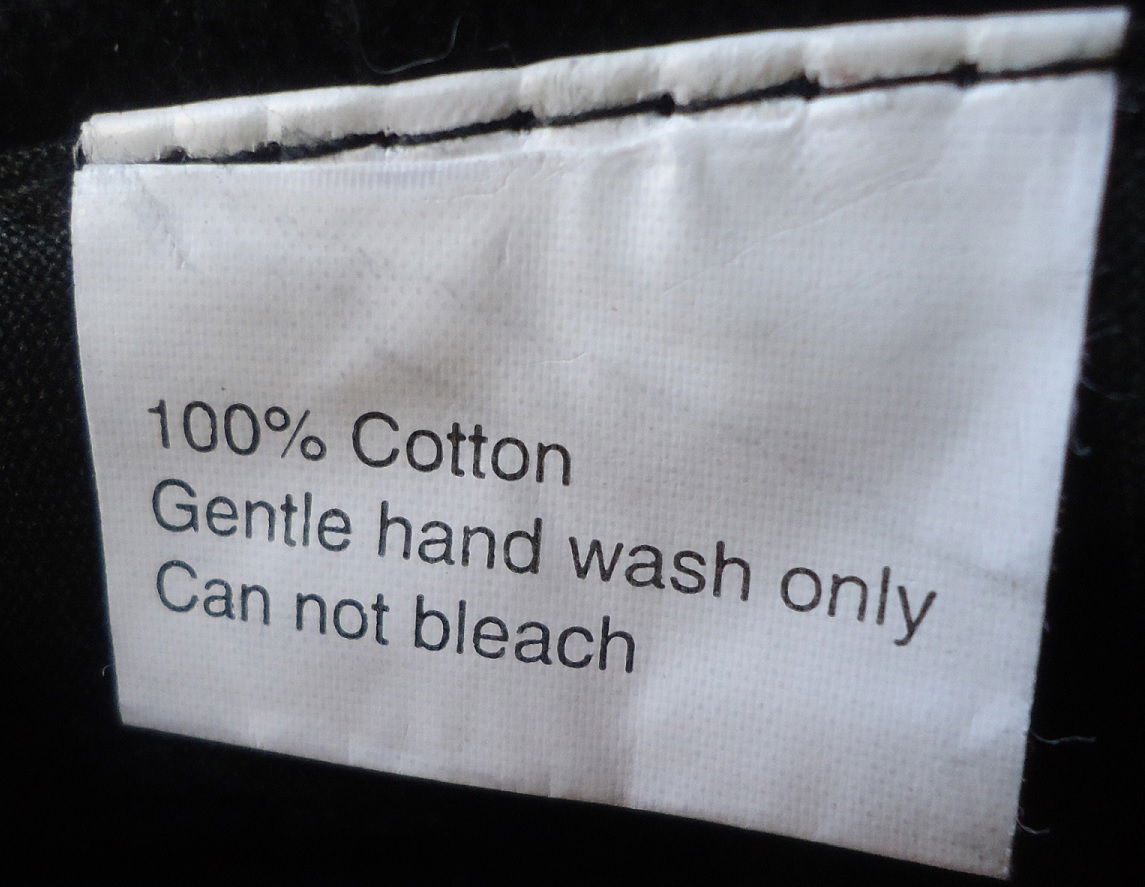 100% Cotton
Gentle hand wash only
Can not bleach